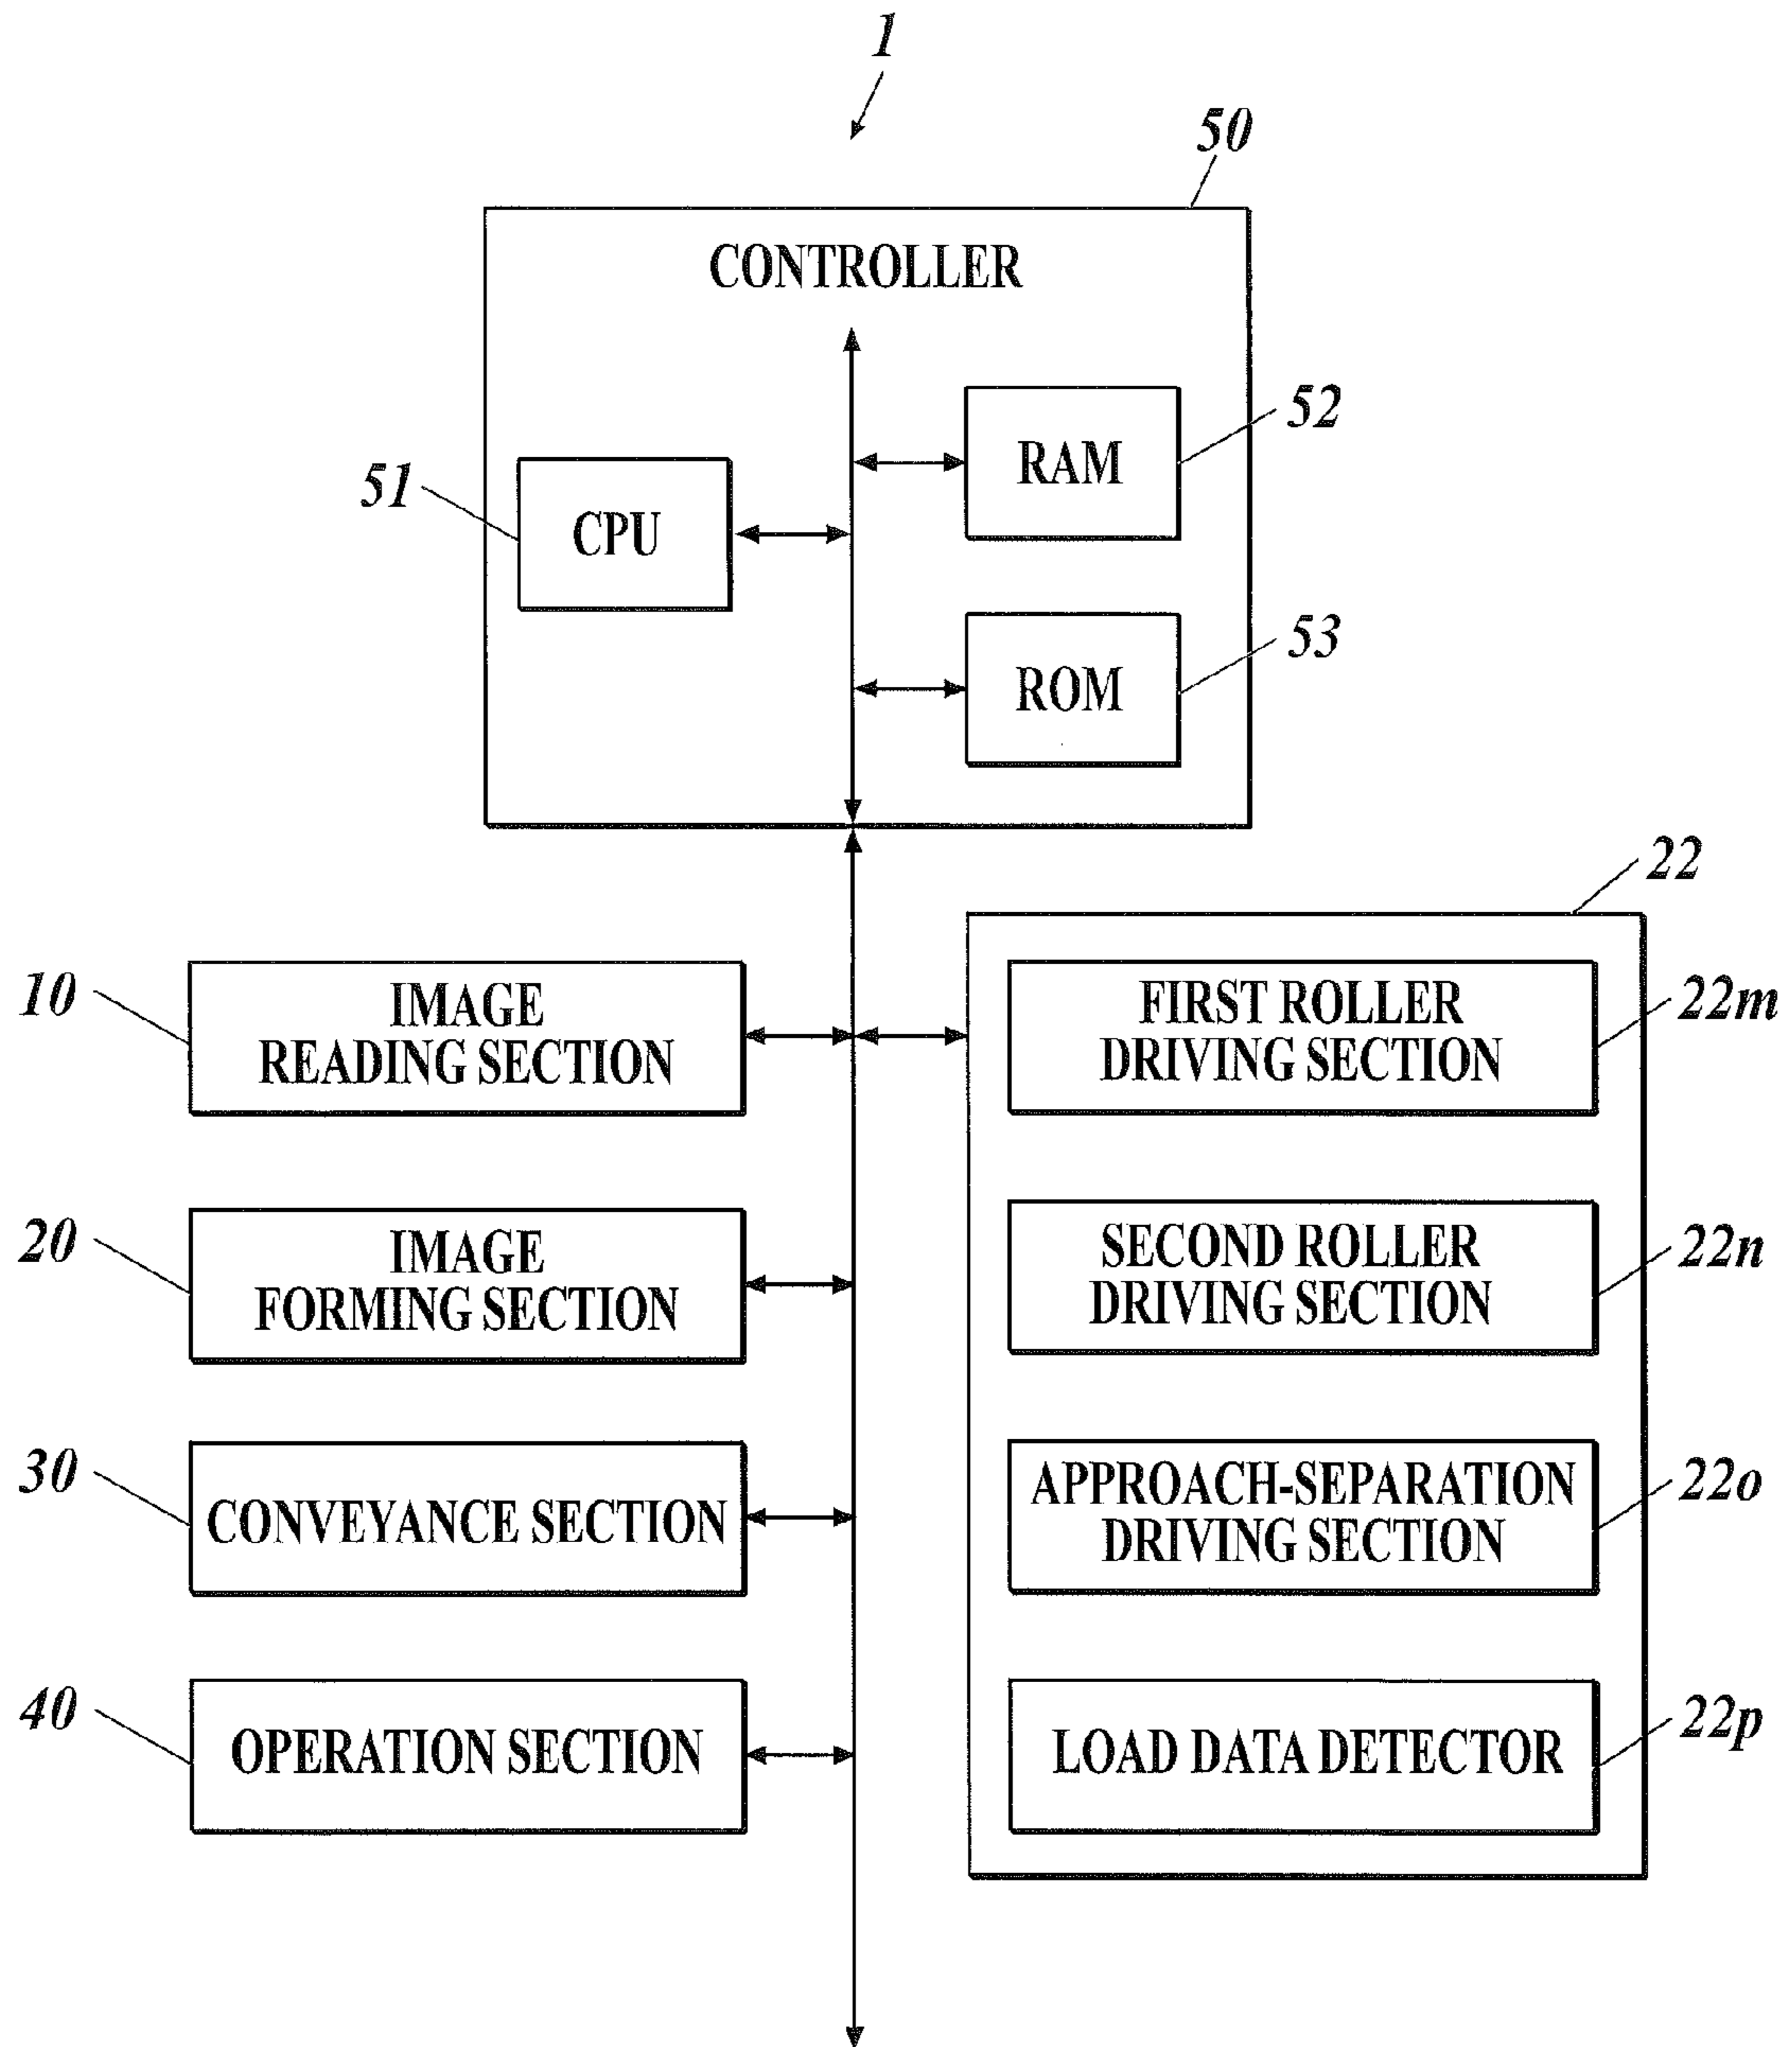 1
50
CONTROLLER
52
RAM
51
CPU
53
ROM
22
10
IMAGE
READING SECTION
FIRST ROLLER
DRIVING SECTION
22m
20
IMAGE
FORMING SECTION
SECOND ROLLER
DRIVING SECTION
22n
30
CONVEYANCE SECTION
APPROACH-SEPARATION
DRIVING SECTION
22o
40
OPERATION SECTION
LOAD DATA DETECTOR
22p